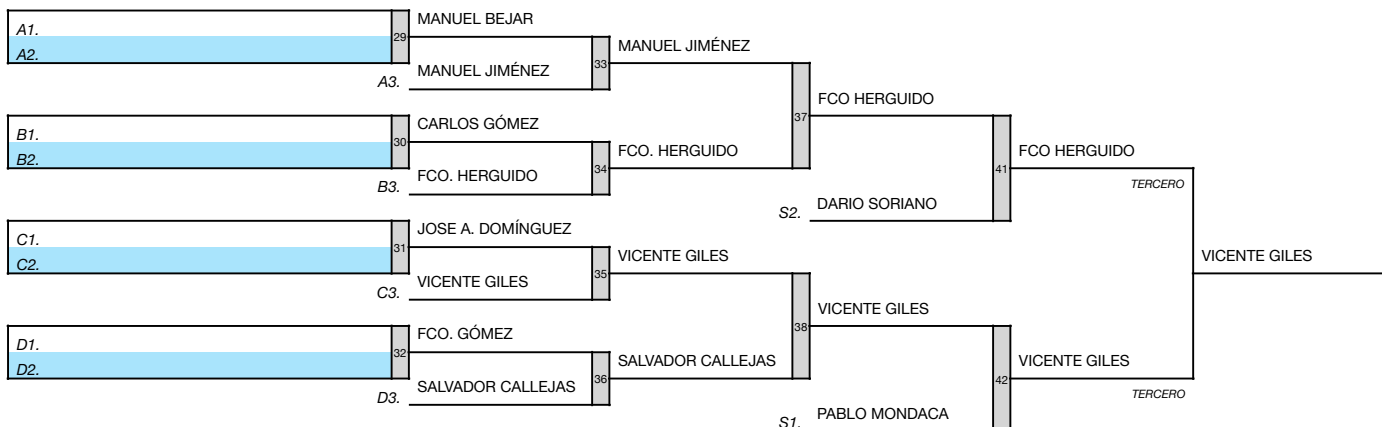 MANUEL BEJAR
A1.
29
MANUEL JIMÉNEZ
A2.
33
MANUEL JIMÉNEZ
A3.
FCO HERGUIDO
37
CARLOS GÓMEZ
B1.
30
FCO. HERGUIDO
FCO HERGUIDO
B2.
34
41
FCO. HERGUIDO
B3.
TERCERO
DARIO SORIANO
S2.
JOSE A. DOMÍNGUEZ
C1.
31
VICENTE GILES
VICENTE GILES
C2.
35
VICENTE GILES
C3.
VICENTE GILES
38
FCO. GÓMEZ
D1.
32
SALVADOR CALLEJAS
VICENTE GILES
D2.
36
42
SALVADOR CALLEJAS
D3.
TERCERO
PABLO MONDACA
S1.